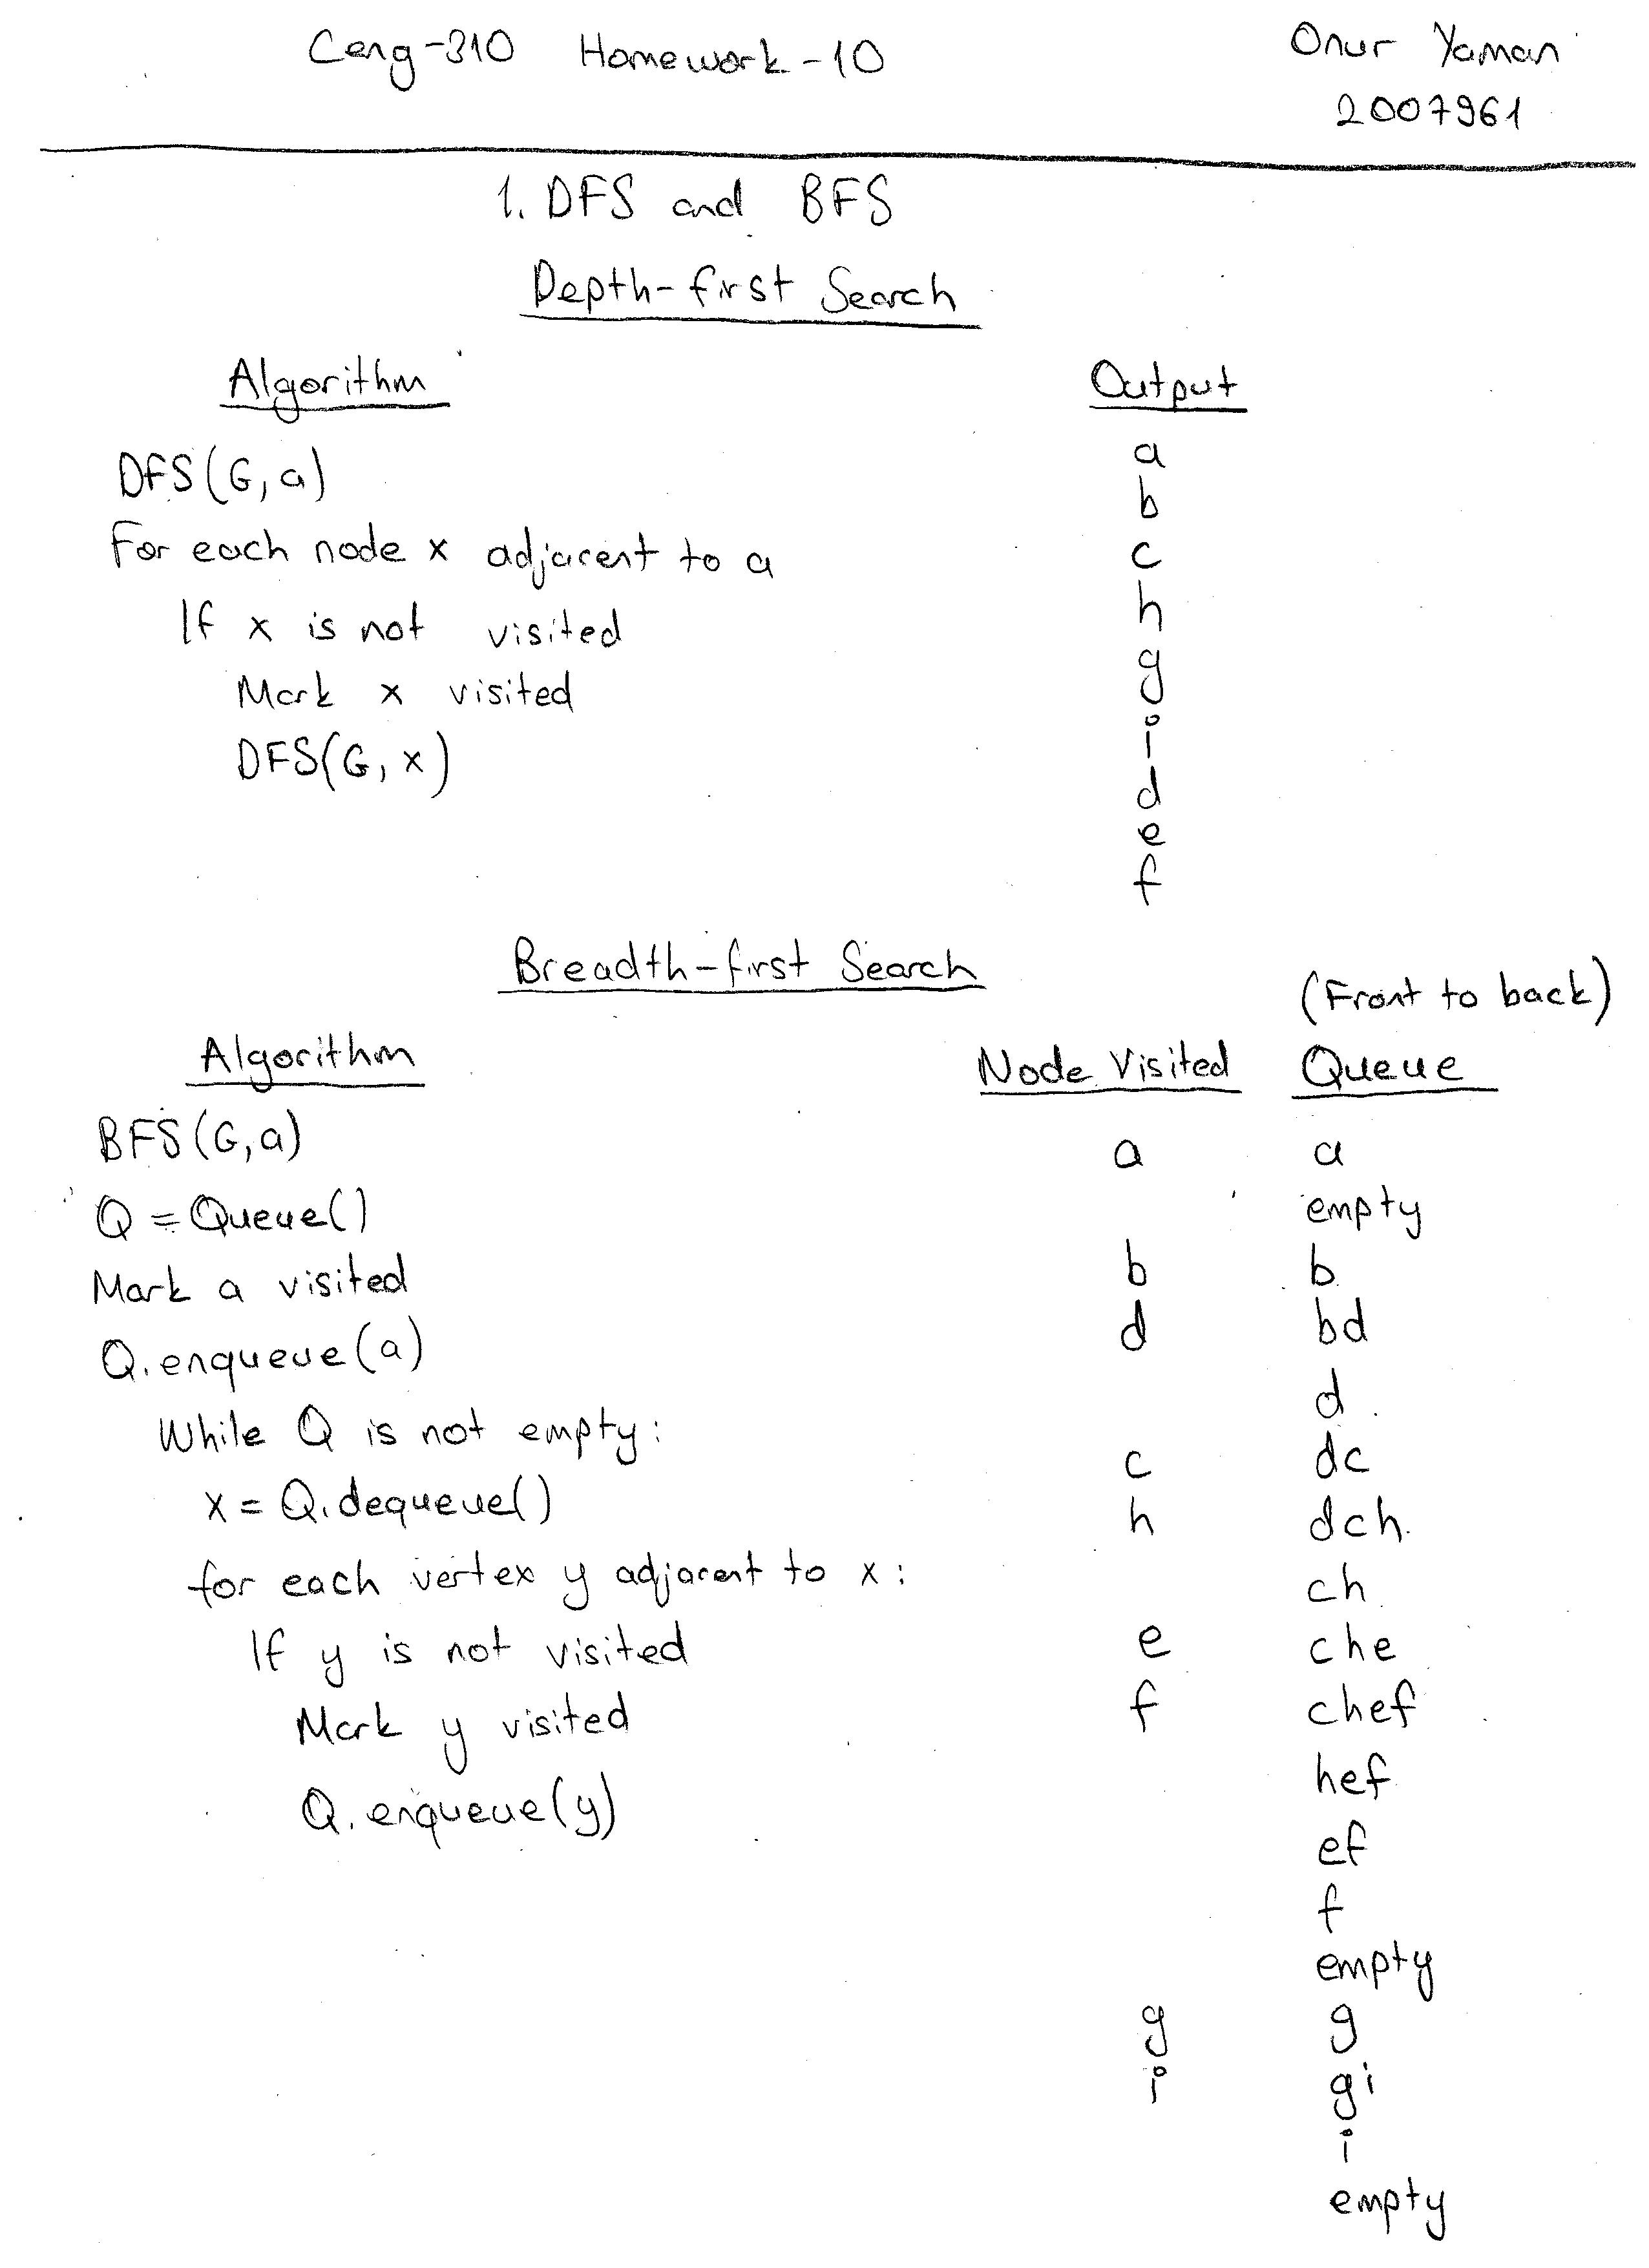 Ceng-310 Homework-10
Onur Yaman
2007961
1. DFS and BFS
Depth-first Search
Algorithm
DFS(G,a)
For each node x adjacent to a
If x is not visited
Mark x visited
DFS(G,x)
Output
a
b
c
h
g
i
d
e
f
Breadth-first Search
Algorithm
BFS(G,a)
Q = Queue()
Mark a visited
Q.enqueue(a)
While Q is not empty:
x = Q.dequeue()
for each vertex y adjacent to x:
If y is not visited
Mark y visited
Q.enqueue(y)
(Front to back)
Node Visited Queue
a a
empty
b b
d bd
d
c dc
h dch
ch
e che
f chef
hef
ef
f
empty
g g
i gi
i
empty